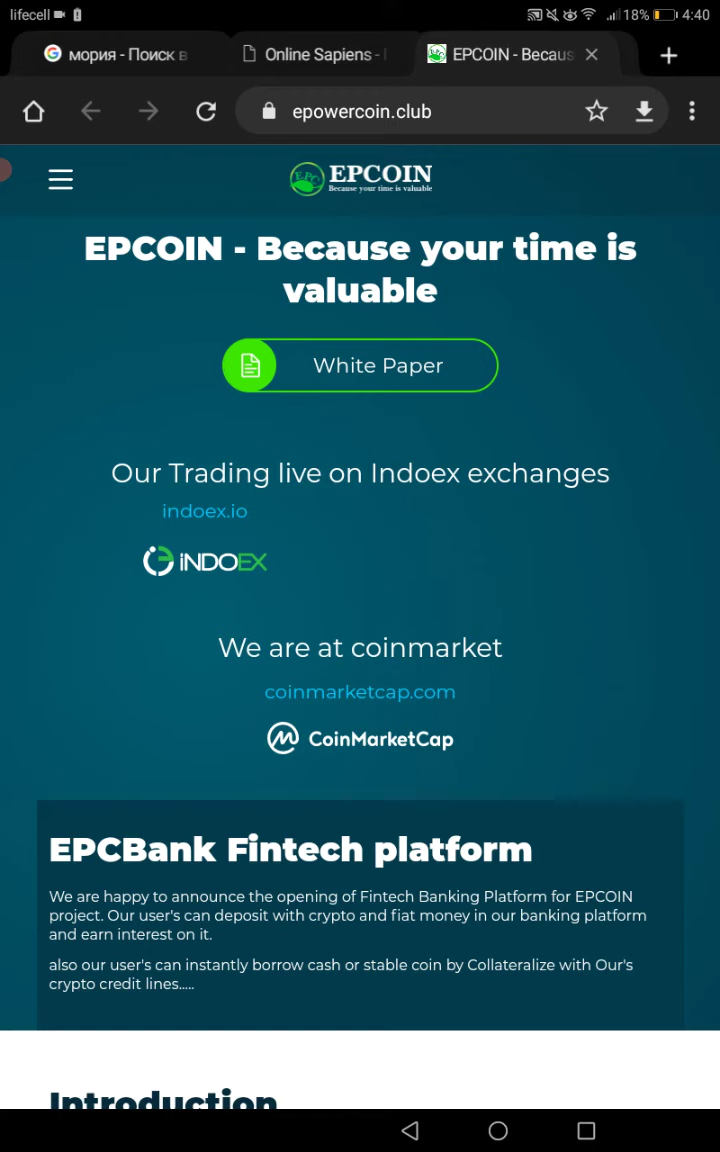 lifecell
18% 4:40
мория - Поиск в
Online Sapiens -
EPCOIN - Becaus
epowercoin.club
EPC
EPCOIN
Because your time is valuable
EPCOIN - Because your time is
valuable
White Paper
Our Trading live on Indoex exchanges
indoex.io
iNDOEX
We are at coinmarket
coinmarketcap.com
CoinMarketCap
EPCBank Fintech platform
We are happy to announce the opening of Fintech Banking Platform for EPCOIN
project. Our user's can deposit with crypto and fiat money in our banking platform
and earn interest on it.
also our user's can instantly borrow cash or stable coin by Collateralize with Our's
crypto credit lines.....
Introduction